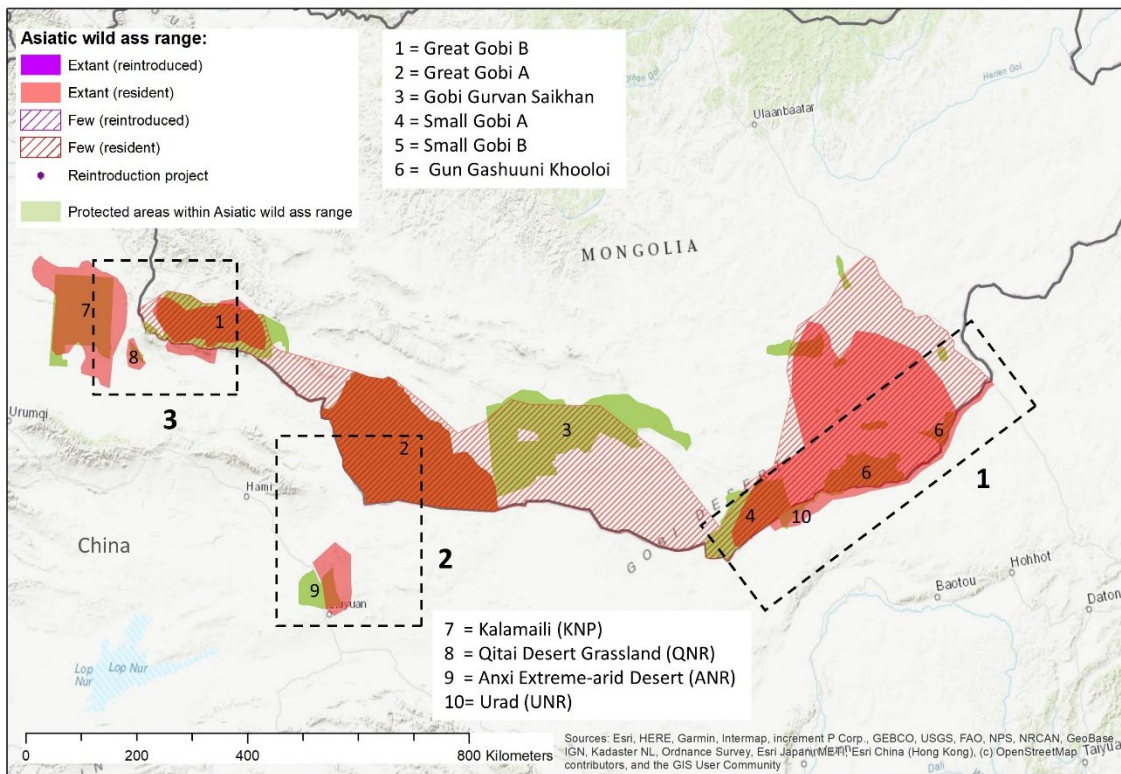 Asiatic wild ass range:
Extant (reintroduced)
Extant (resident)
Few (reintroduced)
Few (resident)
Reintroduction project
Protected areas within Asiatic wild ass range
1 = Great Gobi B
2 = Great Gobi A
3 = Gobi Gurvan Saikhan
4 = Small Gobi A
5 = Small Gobi B
6 = Gun Gashuuni Khooloi
Herlen Gol
Ulaanbaatar
MONGOLIA
7
1
8
3
Urumqi
2
3
6
6
4
10
1
GOBI DESERT
Hami
China
2
9
Hohhot
Baotou
Daton
Lop Nur
Lop Nur
7 = Kalamaili (KNP)
8 = Qitai Desert Grassland (QNR)
9 = Anxi Extreme-arid Desert (ANR)
10= Urad (UNR)
0 200 400 800 Kilometers
Sources: Esri, HERE, Garmin, Intermap, increment P Corp., GEBCO, USGS, FAO, NPS, NRCAN, GeoBase,
IGN, Kadaster NL, Ordnance Survey, Esri Japan, METI, Esri China (Hong Kong), (c) OpenStreetMap
contributors, and the GIS User Community
Taiyuan